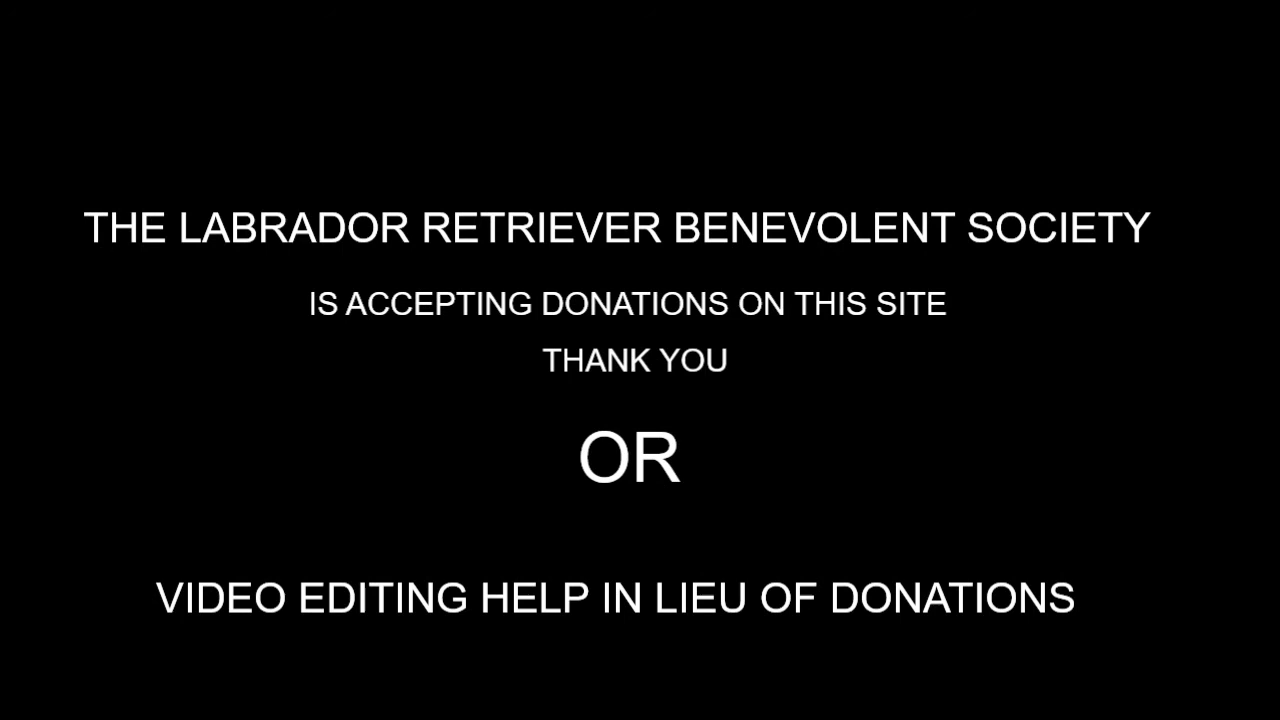 THE LABRADOR RETRIEVER BENEVOLENT SOCIETY
IS ACCEPTING DONATIONS ON THIS SITE
THANK YOU
OR
VIDEO EDITING HELP IN LIEU OF DONATIONS